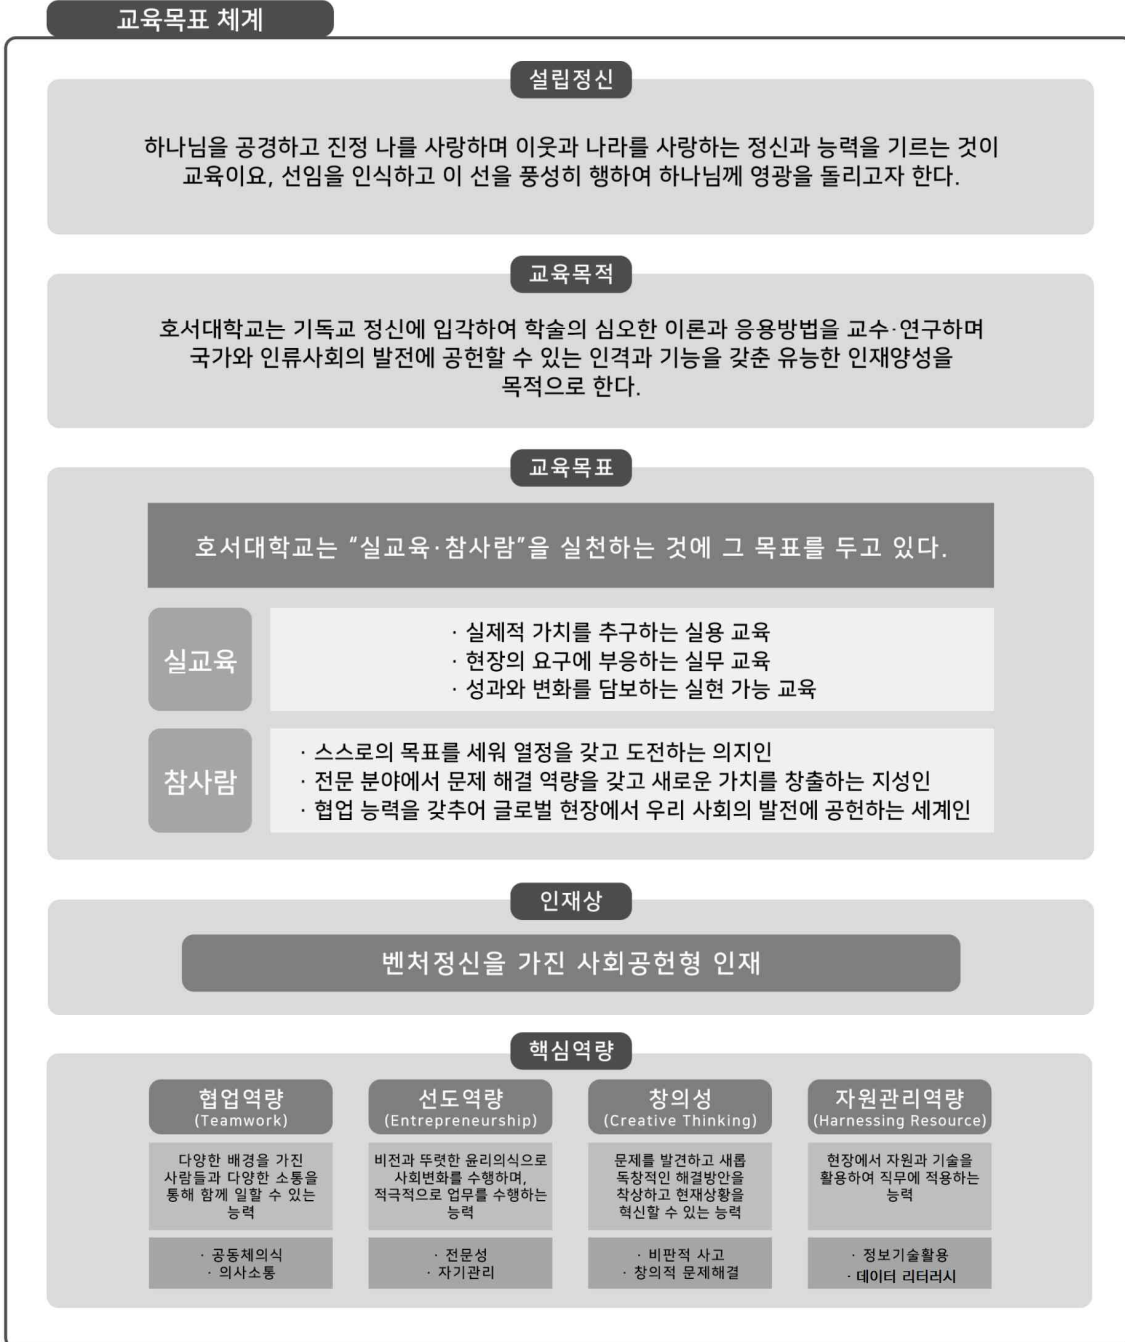 교육목표 체계
설립정신
하나님을 공경하고 진정 나를 사랑하며 이웃과 나라를 사랑하는 정신과 능력을 기르는 것이
교육이요, 선임을 인식하고 이 선을 풍성히 행하여 하나님께 영광을 돌리고자 한다.
교육목적
호서대학교는 기독교 정신에 입각하여 학술의 심오한 이론과 응용방법을 교수·연구하며
국가와 인류사회의 발전에 공헌할 수 있는 인격과 기능을 갖춘 유능한 인재양성을
목적으로 한다.
교육목표
호서대학교는 “실교육·참사람”을 실천하는 것에 그 목표를 두고 있다.
실교육
· 실제적 가치를 추구하는 실용 교육
· 현장의 요구에 부응하는 실무 교육
· 성과와 변화를 담보하는 실현 가능 교육
참사람
· 스스로의 목표를 세워 열정을 갖고 도전하는 의지인
· 전문 분야에서 문제 해결 역량을 갖고 새로운 가치를 창출하는 지성인
· 협업 능력을 갖추어 글로벌 현장에서 우리 사회의 발전에 공헌하는 세계인
인재상
벤처정신을 가진 사회공헌형 인재
핵심역량
협업역량
(Teamwork)
다양한 배경을 가진
사람들과 다양한 소통을
통해 함께 일할 수 있는
능력
· 공동체의식
· 의사소통
선도역량
(Entrepreneurship)
비전과 뚜렷한 윤리의식으로
사회변화를 수행하며,
적극적으로 업무를 수행하는
능력
· 전문성
· 자기관리
창의성
(Creative Thinking)
문제를 발견하고 새롭
독창적인 해결방안을
착상하고 현재상황을
혁신할 수 있는 능력
· 비판적 사고
· 창의적 문제해결
자원관리역량
(Harnessing Resource)
현장에서 자원과 기술을
활용하여 직무에 적용하는
능력
· 정보기술활용
· 데이터 리터러시